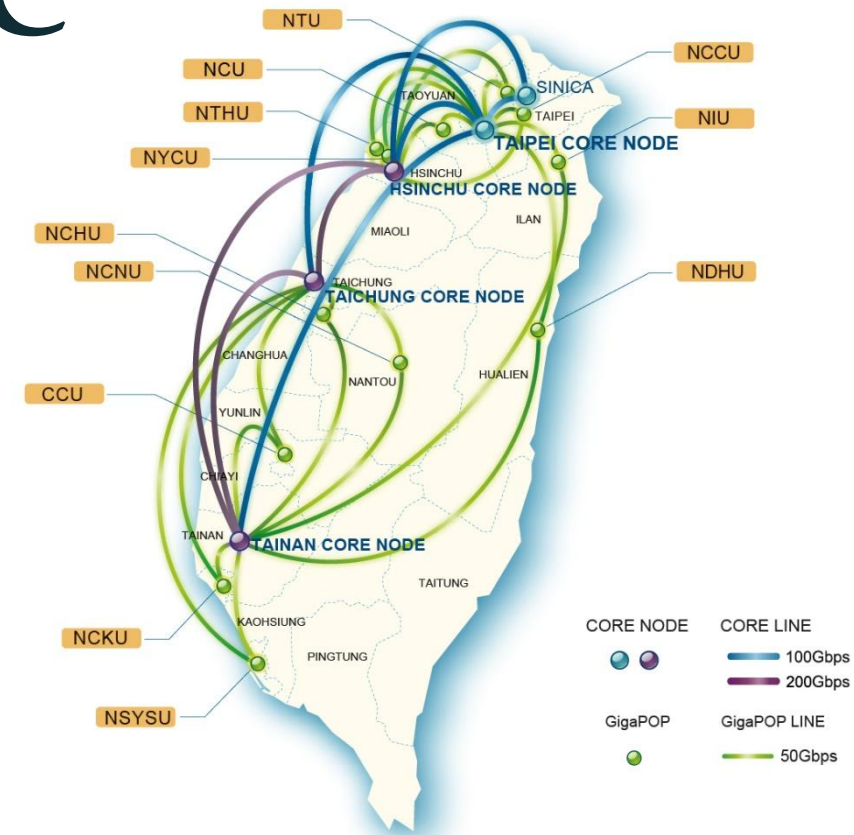 C
NTU
NCCU
NCU
SINICA
TAOYUAN
NTHU
TAIPEI
NIU
TAIPEI CORE NODE
NYCU
HSINCHU
HSINCHU CORE NODE
ILAN
MIAOLI
NCHU
NCNU
NDHU
TAICHUNG
TAICHUNG CORE NODE
CHANGHUA
NANTOU
HUALIEN
CCU
YUNLIN
CHIAYI
TAINAN
TAINAN CORE NODE
TAITUNG
KAOHSIUNG
NCKU
PINGTUNG
NSYSU
CORE NODE
CORE LINE
100Gbps
200Gbps
GigaPOP
GigaPOP LINE
50Gbps